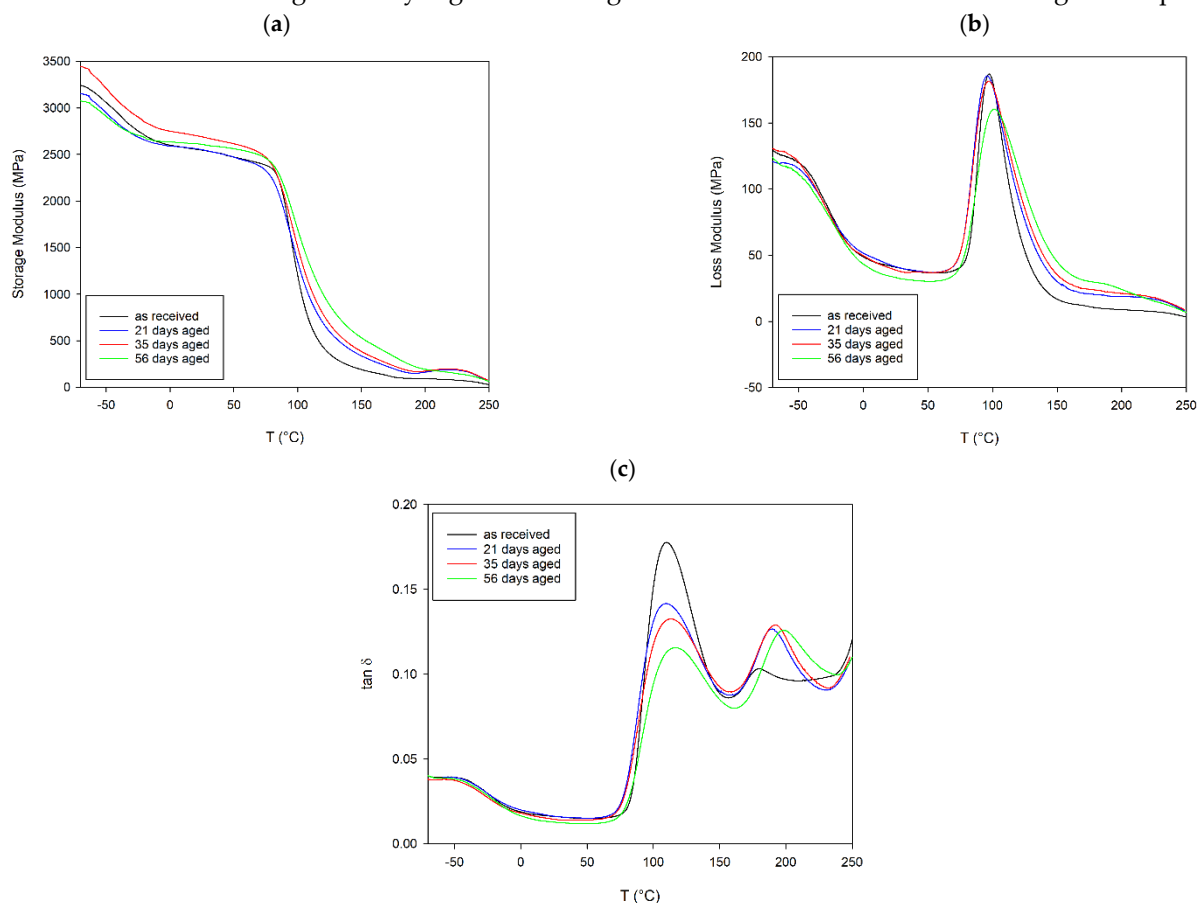 (a)
(b)
3500
3000
2500
2000
1500
1000
500
0
Storage Modulus (MPa)
as received
21 days aged
35 days aged
56 days aged
-50 0 50 100 150 200 250
T (°C)
200
150
100
50
0
50
Loss Modulus (MPa)
as received
21 days aged
35 days aged
56 days aged
-50 0 50 100 150 200 250
T (°C)
(c)
0.20
0.15
0.10
0.05
0.00
tan δ
as received
21 days aged
35 days aged
56 days aged
-50 0 50 100 150 200 250
T (°C)